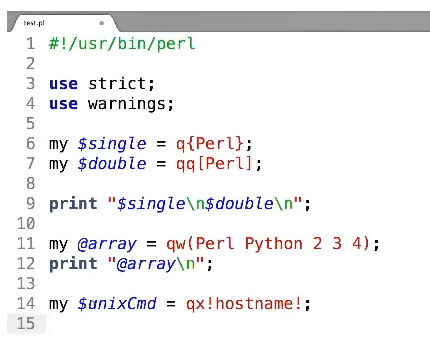 test.pl
1 #!/usr/bin/perl
2
3 use strict;
4 use warnings;
5
6 my $single = q{Perl};
7 my $double = qq[Perl];
8
9 print "$single\n$double\n";
10
11 my @array = qw(Perl Python 2 3 4);
12 print "@array\n";
13
14 my $unixCmd = qx!hostname!;
15